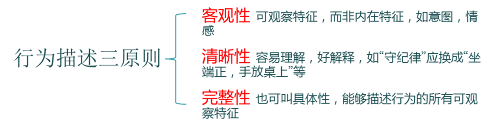 行为描述三原则
客观性 可观察特征，而非内在特征，如意图，情
感
清晰性 容易理解，好解释，如“守纪律”应换成“坐
端正，手放桌上”等
完整性 也可叫具体性，能够描述行为的所有可观
察特征